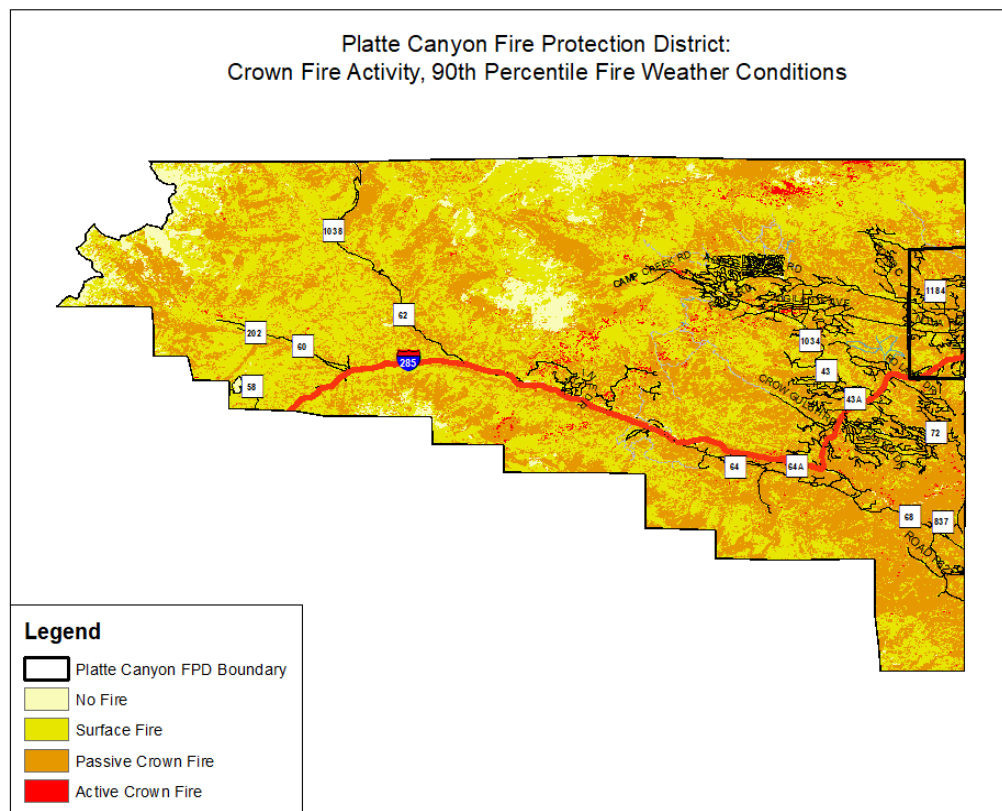 Platte Canyon Fire Protection District:
Crown Fire Activity, 90th Percentile Fire Weather Conditions
1038
CAMP CREEK RD
RD
1184
62
202
60
1034
285
43
58
CROW GULCH
43A
72
64
64A
68
837
ROAD
Legend
Platte Canyon FPD Boundary
No Fire
Surface Fire
Passive Crown Fire
Active Crown Fire